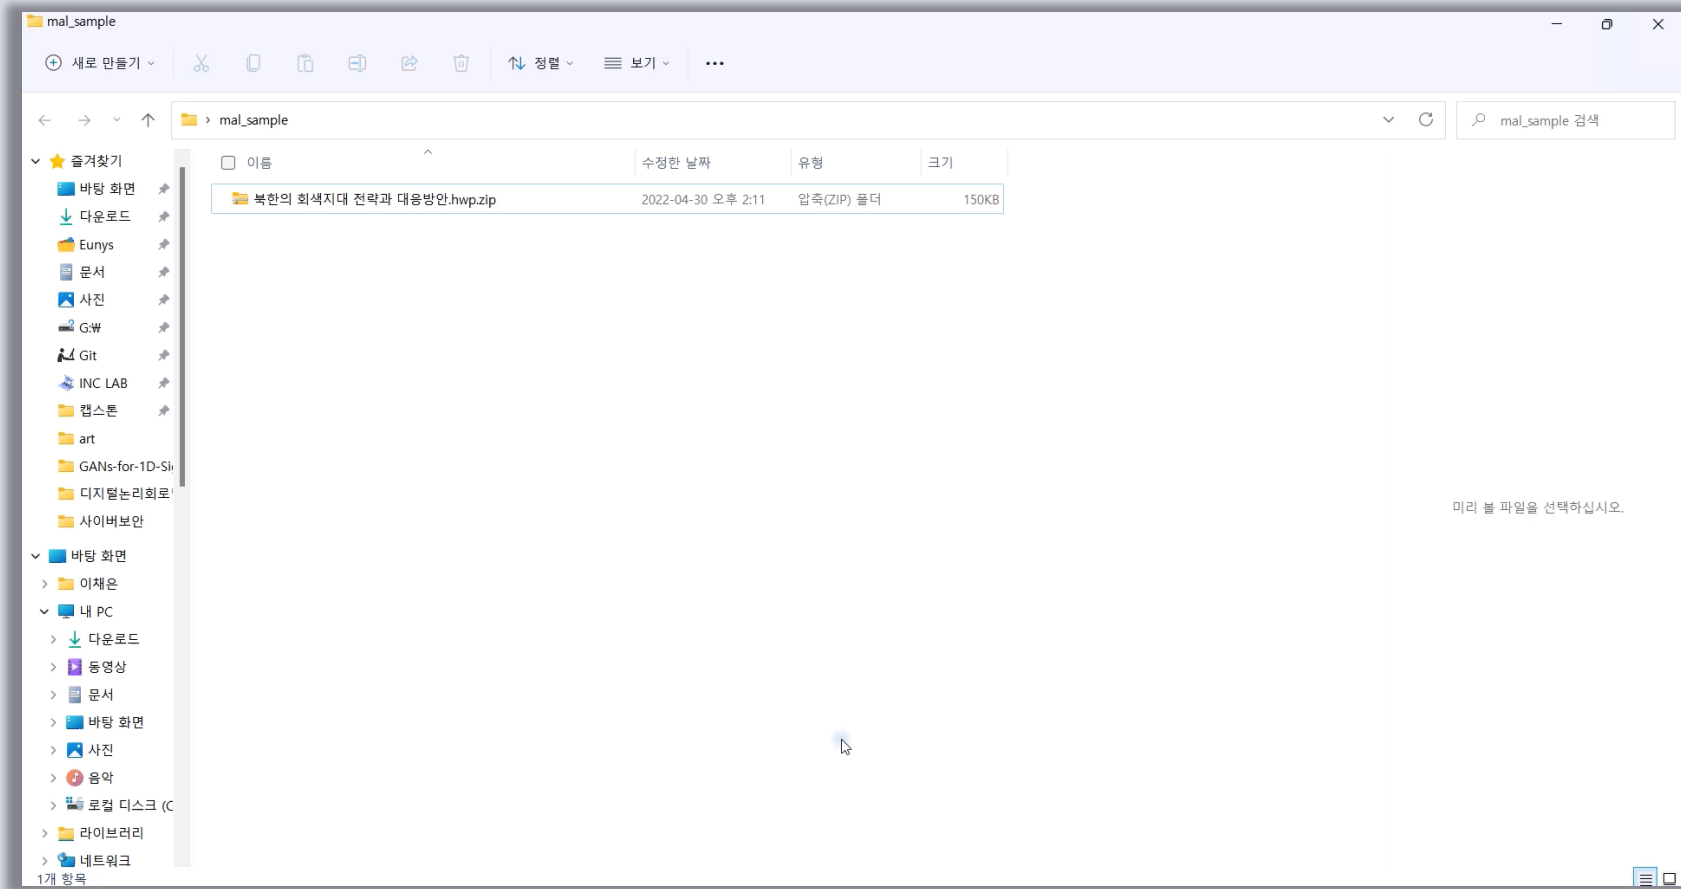 mal_sample
새로 만들기
정렬
보기
mal_sample
mal_sample 검색
이름 수정한 날짜 유형 크기
북한의 회색지대 전략과 대응방안.hwp.zip 2022-04-30 오후 2:11 압축(ZIP) 폴더 150KB
즐겨찾기
바탕 화면
다운로드
Eunys
문서
사진
G:₩
Git
INC LAB
캡스톤
art
GANs-for-1D-Si
디지털논리회로
사이버보안
바탕 화면
이채은
내 PC
다운로드
동영상
문서
바탕 화면
사진
음악
로컬 디스크 (C
라이브러리
네트워크
미리 볼 파일을 선택하십시오.
1개 항목